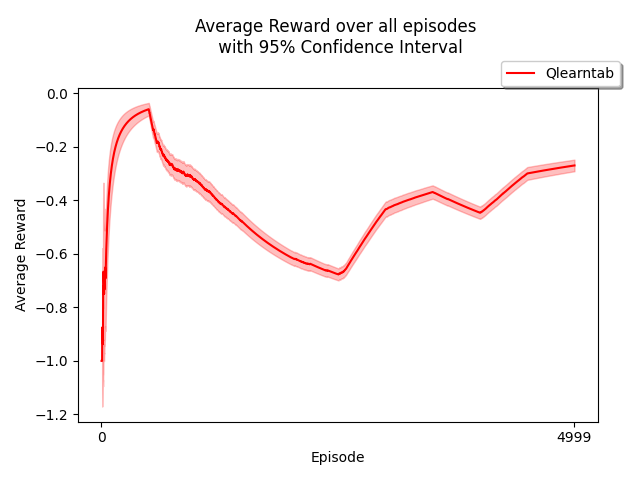 Average Reward over all episodes
with 95% Confidence Interval
Qlearntab
0.0
−0.2
−0.4
−0.6
−0.8
−1.0
−1.2
Average Reward
0
4999
Episode